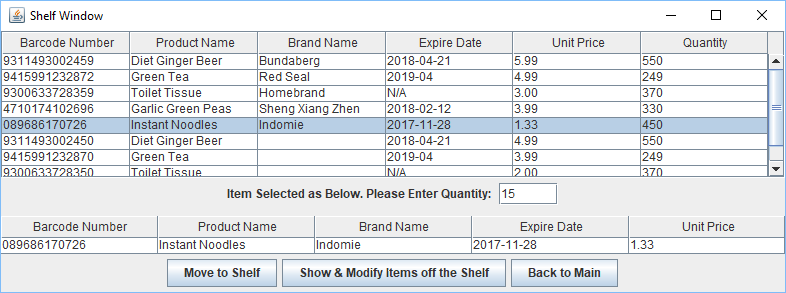 Shelf Window
Barcode Number Product Name Brand Name Expire Date Unit Price Quantity
9311493002459 Diet Ginger Beer Bundaberg 2018-04-21 5.99 550
9415991232872 Green Tea Red Seal 2019-04 4.99 249
9300633728359 Toilet Tissue Homebrand N/A 3.00 370
4710174102696 Garlic Green Peas Sheng Xiang Zhen 2018-02-12 3.99 330
089686170726 Instant Noodles Indomie 2017-11-28 1.33 450
9311493002450 Diet Ginger Beer 2018-04-21 4.99 550
9415991232870 Green Tea 2019-04 3.99 249
9300633728350 Toilet Tissue N/A 2.00 370
Item Selected as Below. Please Enter Quantity: 15
Barcode Number Product Name Brand Name Expire Date Unit Price
089686170726 Instant Noodles Indomie 2017-11-28 1.33
Move to Shelf Show & Modify Items off the Shelf Back to Main